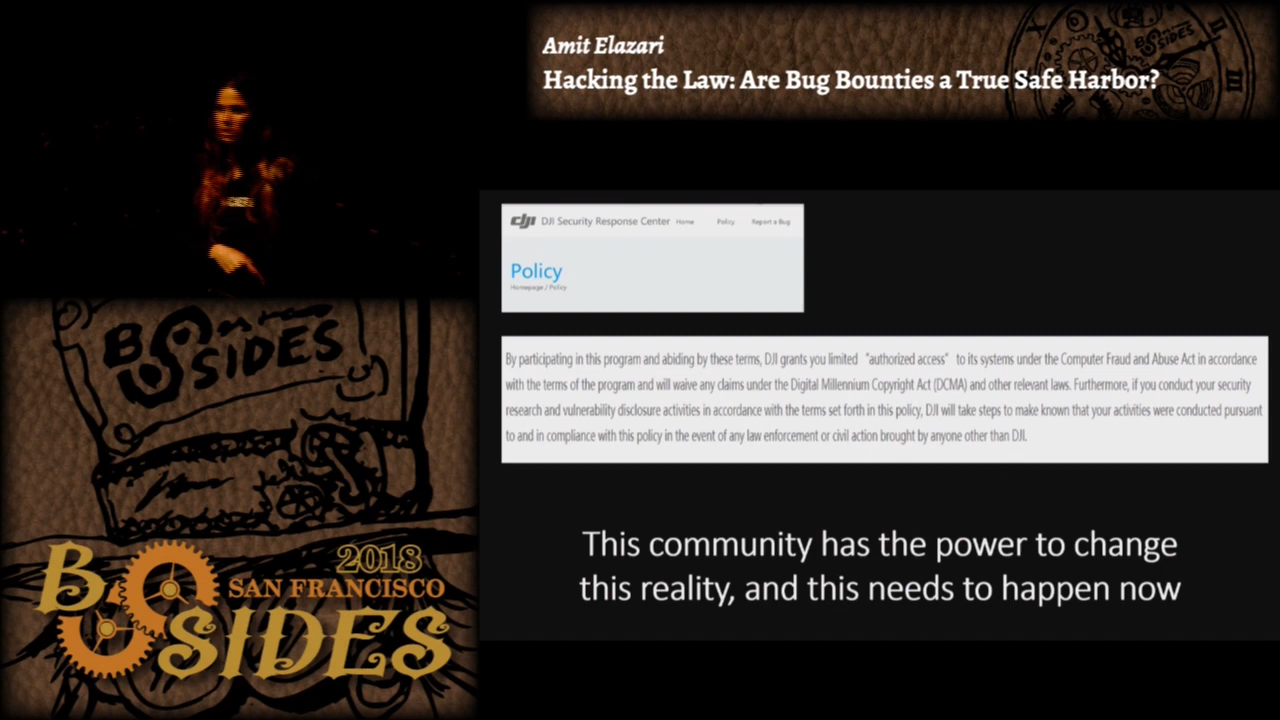 Amit Elazari
Hacking the Law: Are Bug Bounties a True Safe Harbor?
BSIDES
dji DJI Security Response Center Home Policy Report a Bug
Policy
Homepage / Policy
By participating in this program and abiding by these terms, DJI grants you limited "authorized access" to its systems under the Computer Fraud and Abuse Act in accordance
with the terms of the program and will waive any claims under the Digital Millennium Copyright Act (DCMA) and other relevant laws. Furthermore, if you conduct your security
research and vulnerability disclosure activities in accordance with the terms set forth in this policy, DJI will take steps to make known that your activities were conducted pursuant
to and in compliance with this policy in the event of any law enforcement or civil action brought by anyone other than DJI.
This community has the power to change
this reality, and this needs to happen now
BSIDES
2018
SAN FRANCISCO
BSIDES